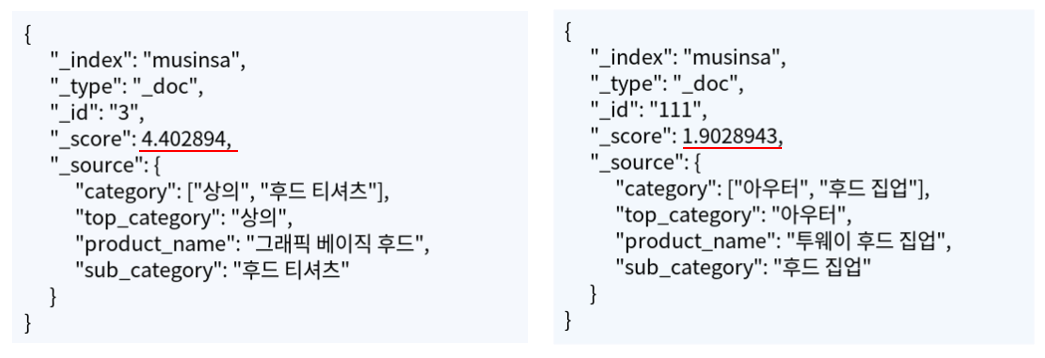 {
"_index": "musinsa",
"_type": "_doc",
"_id": "3",
"_score": 4.402894,
"_source": {
"category": ["상의", "후드 티셔츠"],
"top_category": "상의",
"product_name": "그래픽 베이직 후드",
"sub_category": "후드 티셔츠"
}
}
{
"_index": "musinsa",
"_type": "_doc",
"_id": "111",
"_score": 1.9028943,
"_source": {
"category": ["아우터", "후드 집업"],
"top_category": "아우터",
"product_name": "투웨이 후드 집업",
"sub_category": "후드 집업"
}
}